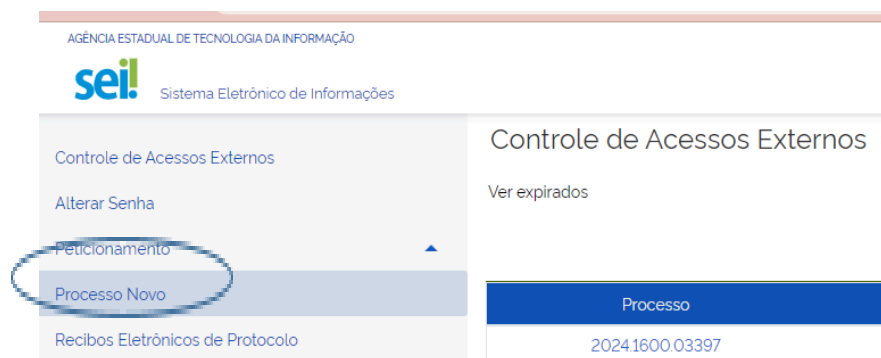 AGÊNCIA ESTADUAL DE TECNOLOGIA DA INFORMAÇÃO
sei!
Sistema Eletrônico de Informações
Controle de Acessos Externos
Alterar Senha
Peticionamento
Processo Novo
Recibos Eletrônicos de Protocolo
Controle de Acessos Externos
Ver expirados
Processo
2024.1600.03397